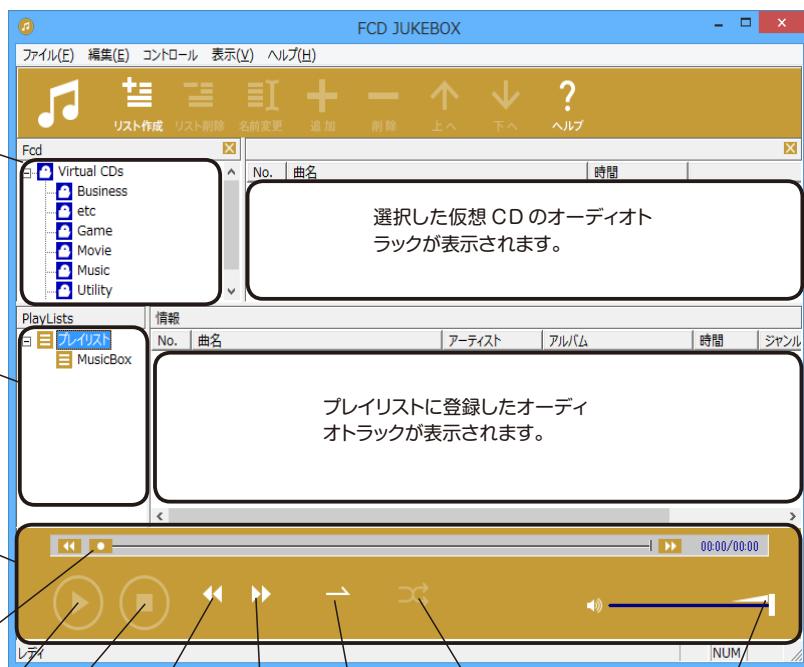 FCD JUKEBOX
ファイル(F) 編集(E) コントロール 表示(V) ヘルプ(H)
リスト作成 リスト削除 名前変更 追加 削除 上へ 下へ ヘルプ
Fcd
Virtual CDs
Business
etc
Game
Movie
Music
Utility
No. 曲名 時間
選択した仮想 CD のオーディオト
ラックが表示されます。
PlayLists
プレイリスト
MusicBox
情報
No. 曲名 アーティスト アルバム 時間 ジャンル
プレイリストに登録したオーディ
オトラックが表示されます。
00:00/00:00
レディ NUM